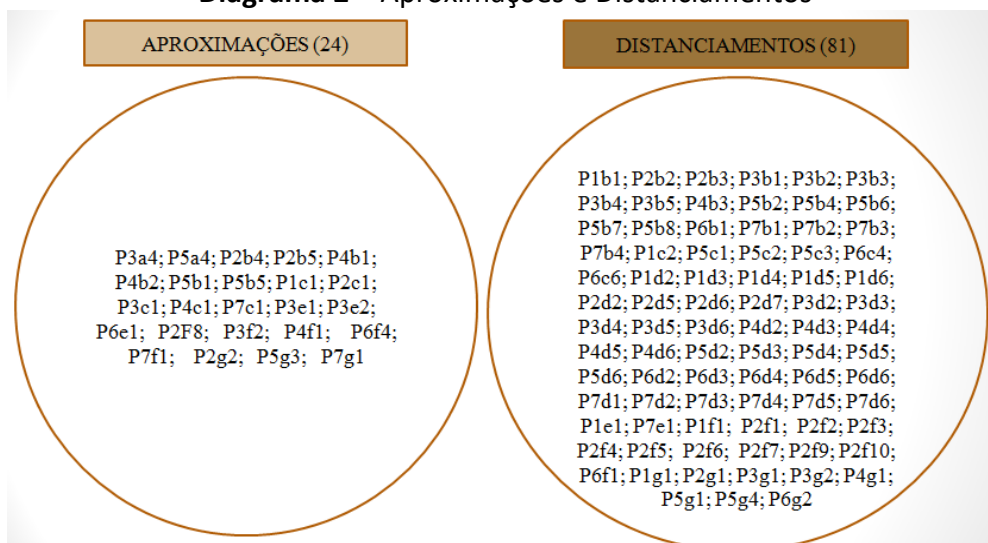 Diagrama 2 – Aproximações e Distanciamentos
APROXIMAÇÕES (24)
P3a4; P5a4; P2b4; P2b5; P4b1;
P4b2; P5b1; P5b5; P1c1; P2c1;
P3c1; P4c1; P7c1; P3e1; P3e2;
P6e1; P2F8; P3f2; P4f1; P6f4;
P7f1; P2g2; P5g3; P7g1
DISTANCIAMENTOS (81)
P1b1; P2b2; P2b3; P3b1; P3b2; P3b3;
P3b4; P3b5; P4b3; P5b2; P5b4; P5b6;
P5b7; P5b8; P6b1; P7b1; P7b2; P7b3;
P7b4; P1c2; P5c1; P5c2; P5c3; P6c4;
P6c6; P1d2; P1d3; P1d4; P1d5; P1d6;
P2d2; P2d5; P2d6; P2d7; P3d2; P3d3;
P3d4; P3d5; P3d6; P4d2; P4d3; P4d4;
P4d5; P4d6; P5d2; P5d3; P5d4; P5d5;
P5d6; P6d2; P6d3; P6d4; P6d5; P6d6;
P7d1; P7d2; P7d3; P7d4; P7d5; P7d6;
P1e1; P7e1; P1f1; P2f1; P2f2; P2f3;
P2f4; P2f5; P2f6; P2f7; P2f9; P2f10;
P6f1; P1g1; P2g1; P3g1; P3g2; P4g1;
P5g1; P5g4; P6g2